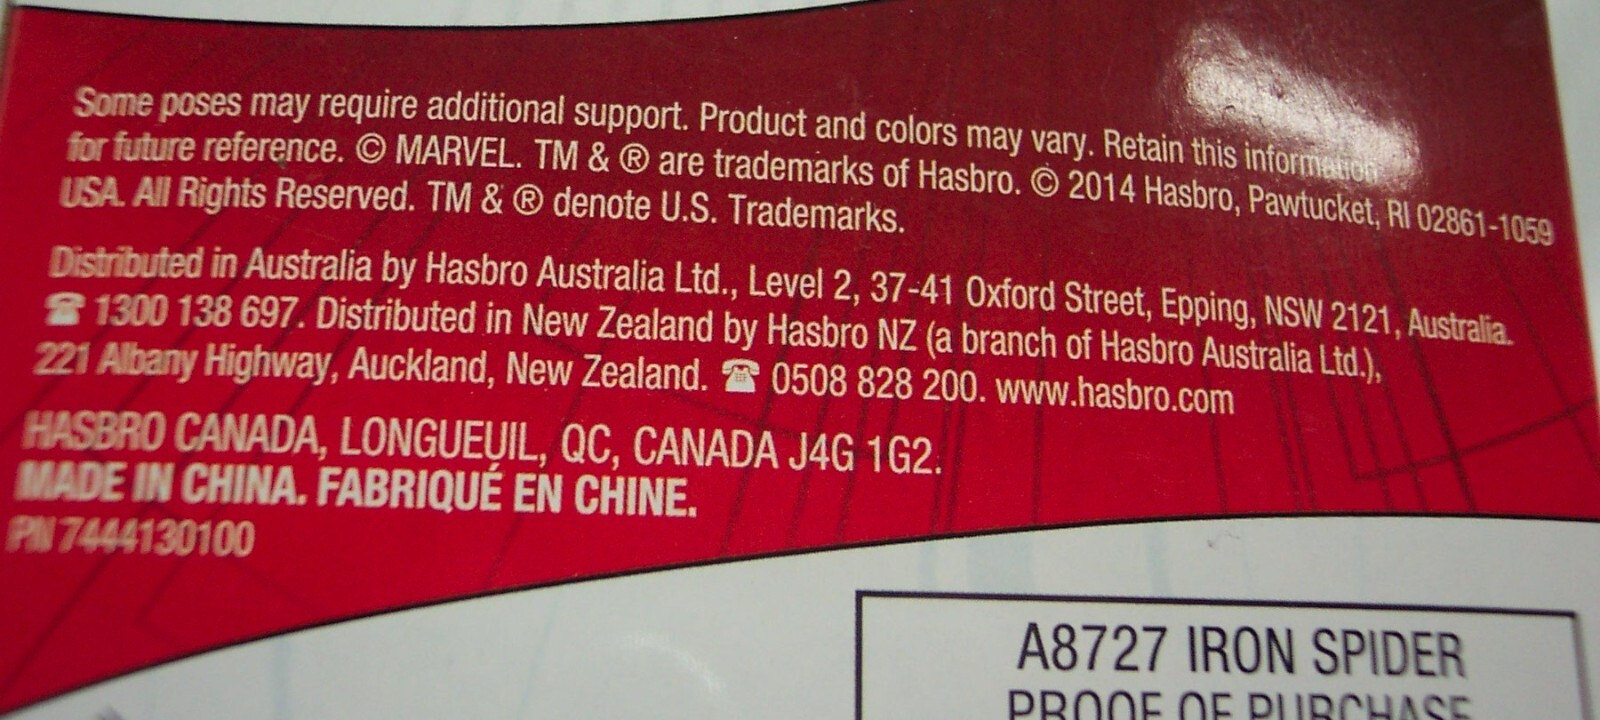 Some poses may require additional support. Product and colors may vary. Retain this information
for future reference. © MARVEL. TM & ® are trademarks of Hasbro. © 2014 Hasbro, Pawtucket, RI 02861-1059
USA. All Rights Reserved. TM & ® denote U.S. Trademarks.
Distributed in Australia by Hasbro Australia Ltd., Level 2, 37-41 Oxford Street, Epping, NSW 2121, Australia.
☎ 1300 138 697. Distributed in New Zealand by Hasbro NZ (a branch of Hasbro Australia Ltd.),
221 Albany Highway, Auckland, New Zealand. ☎ 0508 828 200. www.hasbro.com
HASBRO CANADA, LONGUEUIL, QC, CANADA J4G 1G2.
MADE IN CHINA. FABRIQUÉ EN CHINE.
PN 7444130100
A8727 IRON SPIDER
PROOF OF PURCHASE